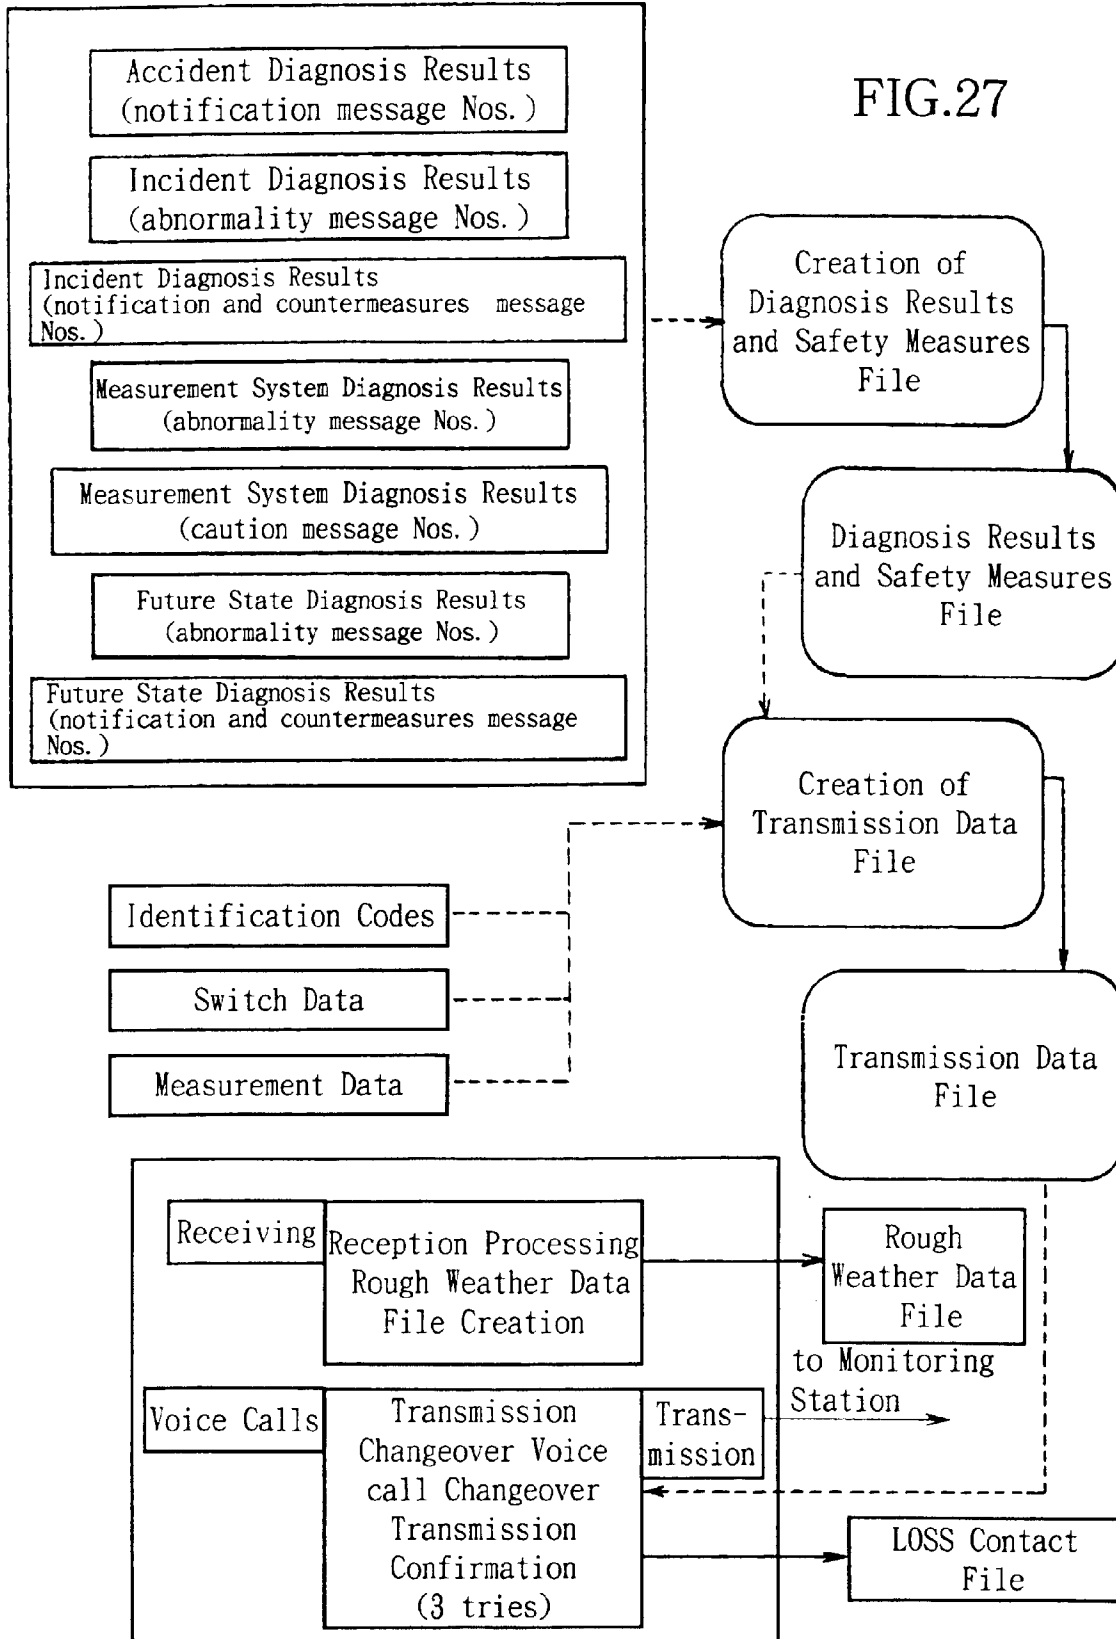 FIG.27
Accident Diagnosis Results
(notification message Nos.)
Incident Diagnosis Results
(abnormality message Nos.)
Incident Diagnosis Results
(notification and countermeasures message
Nos.)
Measurement System Diagnosis Results
(abnormality message Nos.)
Measurement System Diagnosis Results
(caution message Nos.)
Future State Diagnosis Results
(abnormality message Nos.)
Future State Diagnosis Results
(notification and countermeasures message
Nos.)
Creation of
Diagnosis Results
and Safety Measures
File
Diagnosis Results
and Safety Measures
File
Creation of
Transmission Data
File
Identification Codes
Switch Data
Measurement Data
Transmission Data
File
Receiving
Reception Processing
Rough Weather Data
File Creation
Rough
Weather Data
File
to Monitoring
Station
Voice Calls
Transmission
Changeover Voice
call Changeover
Transmission
Confirmation
(3 tries)
Trans-
mission
LOSS Contact
File